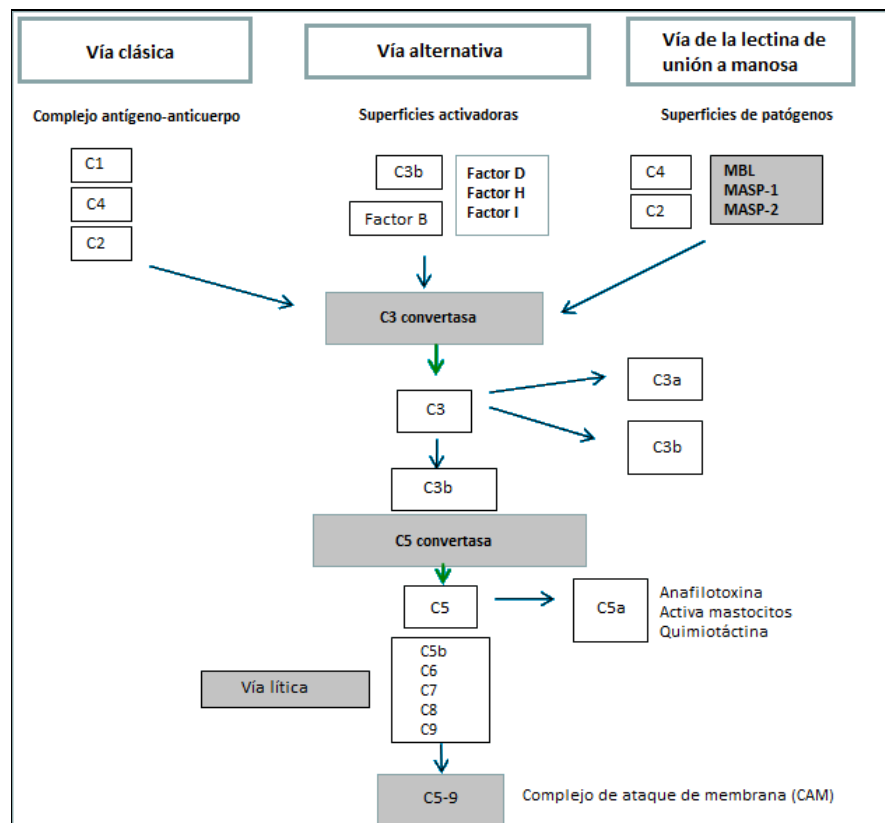 Vía clásica
Vía alternativa
Vía de la lectina de
unión a manosa
Complejo antígeno-anticuerpo
Superficies activadoras
Superficies de patógenos
C1
C4
C2
C3b
Factor B
Factor D
Factor H
Factor I
C4
C2
MBL
MASP-1
MASP-2
C3 convertasa
C3
C3a
C3b
C3b
C5 convertasa
C5
C5a
Anafilotoxina
Activa mastocitos
Quimiotáctina
Vía lítica
C5b
C6
C7
C8
C9
C5-9
Complejo de ataque de membrana (CAM)